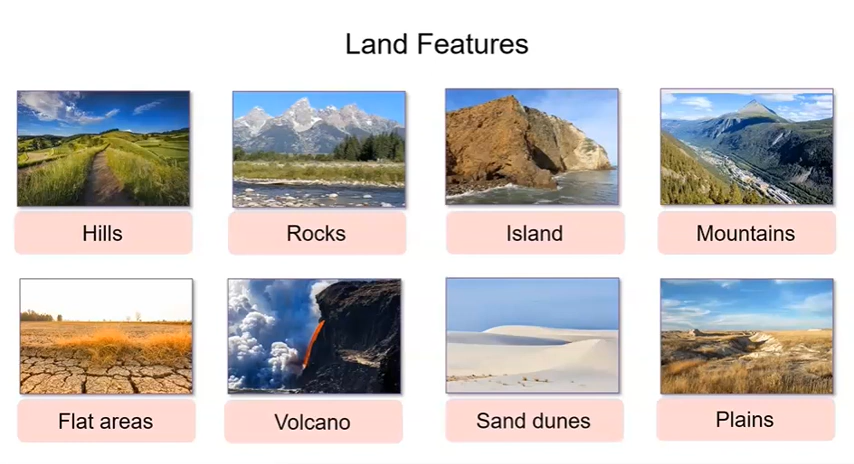 Land Features
Hills
Rocks
Island
Mountains
Flat areas
Volcano
Sand dunes
Plains